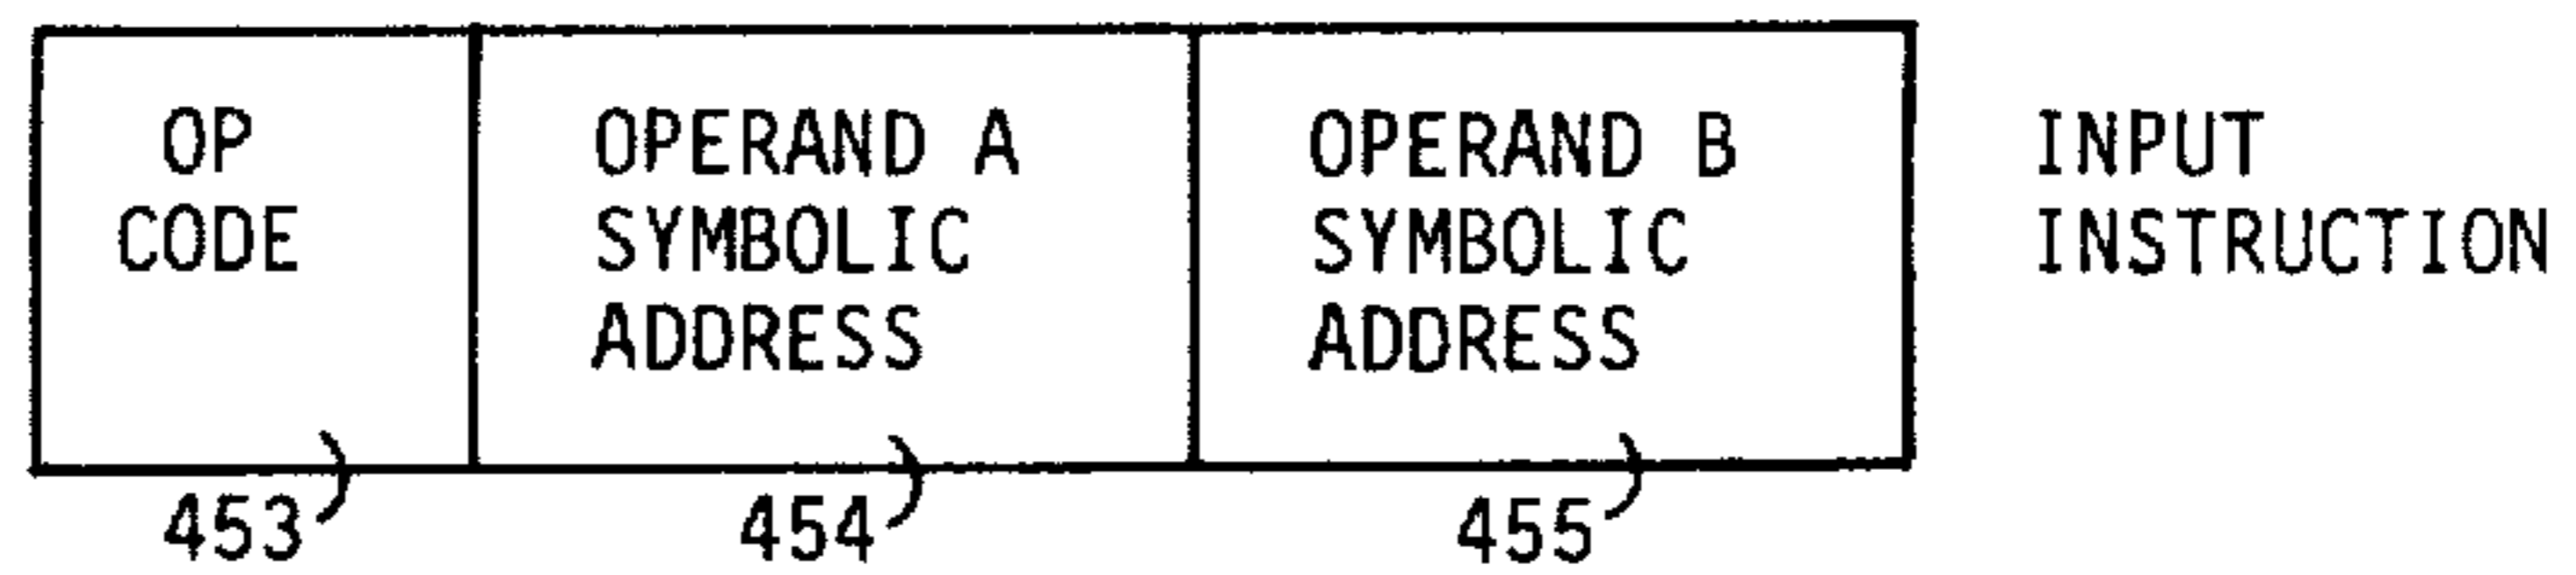 OP
CODE
OPERAND A
SYMBOLIC
ADDRESS
OPERAND B
SYMBOLIC
ADDRESS
INPUT
INSTRUCTION
453
454
455